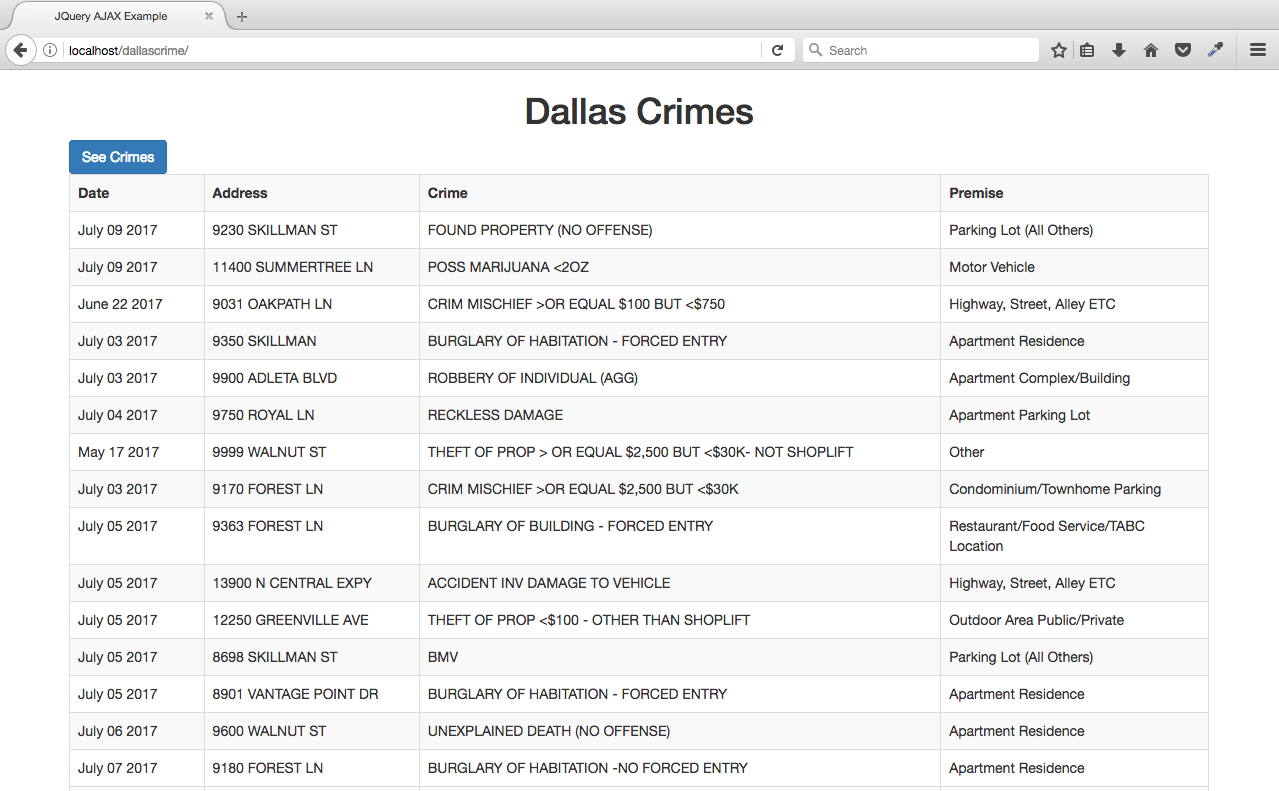 JQuery AJAX Example
localhost/dallascrime/
Search
Dallas Crimes
See Crimes
Date Address Crime Premise
July 09 2017 9230 SKILLMAN ST FOUND PROPERTY (NO OFFENSE) Parking Lot (All Others)
July 09 2017 11400 SUMMERTREE LN POSS MARIJUANA <2OZ Motor Vehicle
June 22 2017 9031 OAKPATH LN CRIM MISCHIEF >OR EQUAL $100 BUT <$750 Highway, Street, Alley ETC
July 03 2017 9350 SKILLMAN BURGLARY OF HABITATION - FORCED ENTRY Apartment Residence
July 03 2017 9900 ADLETA BLVD ROBBERY OF INDIVIDUAL (AGG) Apartment Complex/Building
July 04 2017 9750 ROYAL LN RECKLESS DAMAGE Apartment Parking Lot
May 17 2017 9999 WALNUT ST THEFT OF PROP > OR EQUAL $2,500 BUT <$30K- NOT SHOPLIFT Other
July 03 2017 9170 FOREST LN CRIM MISCHIEF >OR EQUAL $2,500 BUT <$30K Condominium/Townhome Parking
July 05 2017 9363 FOREST LN BURGLARY OF BUILDING - FORCED ENTRY Restaurant/Food Service/TABC
Location
July 05 2017 13900 N CENTRAL EXPY ACCIDENT INV DAMAGE TO VEHICLE Highway, Street, Alley ETC
July 05 2017 12250 GREENVILLE AVE THEFT OF PROP <$100 - OTHER THAN SHOPLIFT Outdoor Area Public/Private
July 05 2017 8698 SKILLMAN ST BMV Parking Lot (All Others)
July 05 2017 8901 VANTAGE POINT DR BURGLARY OF HABITATION - FORCED ENTRY Apartment Residence
July 06 2017 9600 WALNUT ST UNEXPLAINED DEATH (NO OFFENSE) Apartment Residence
July 07 2017 9180 FOREST LN BURGLARY OF HABITATION -NO FORCED ENTRY Apartment Residence